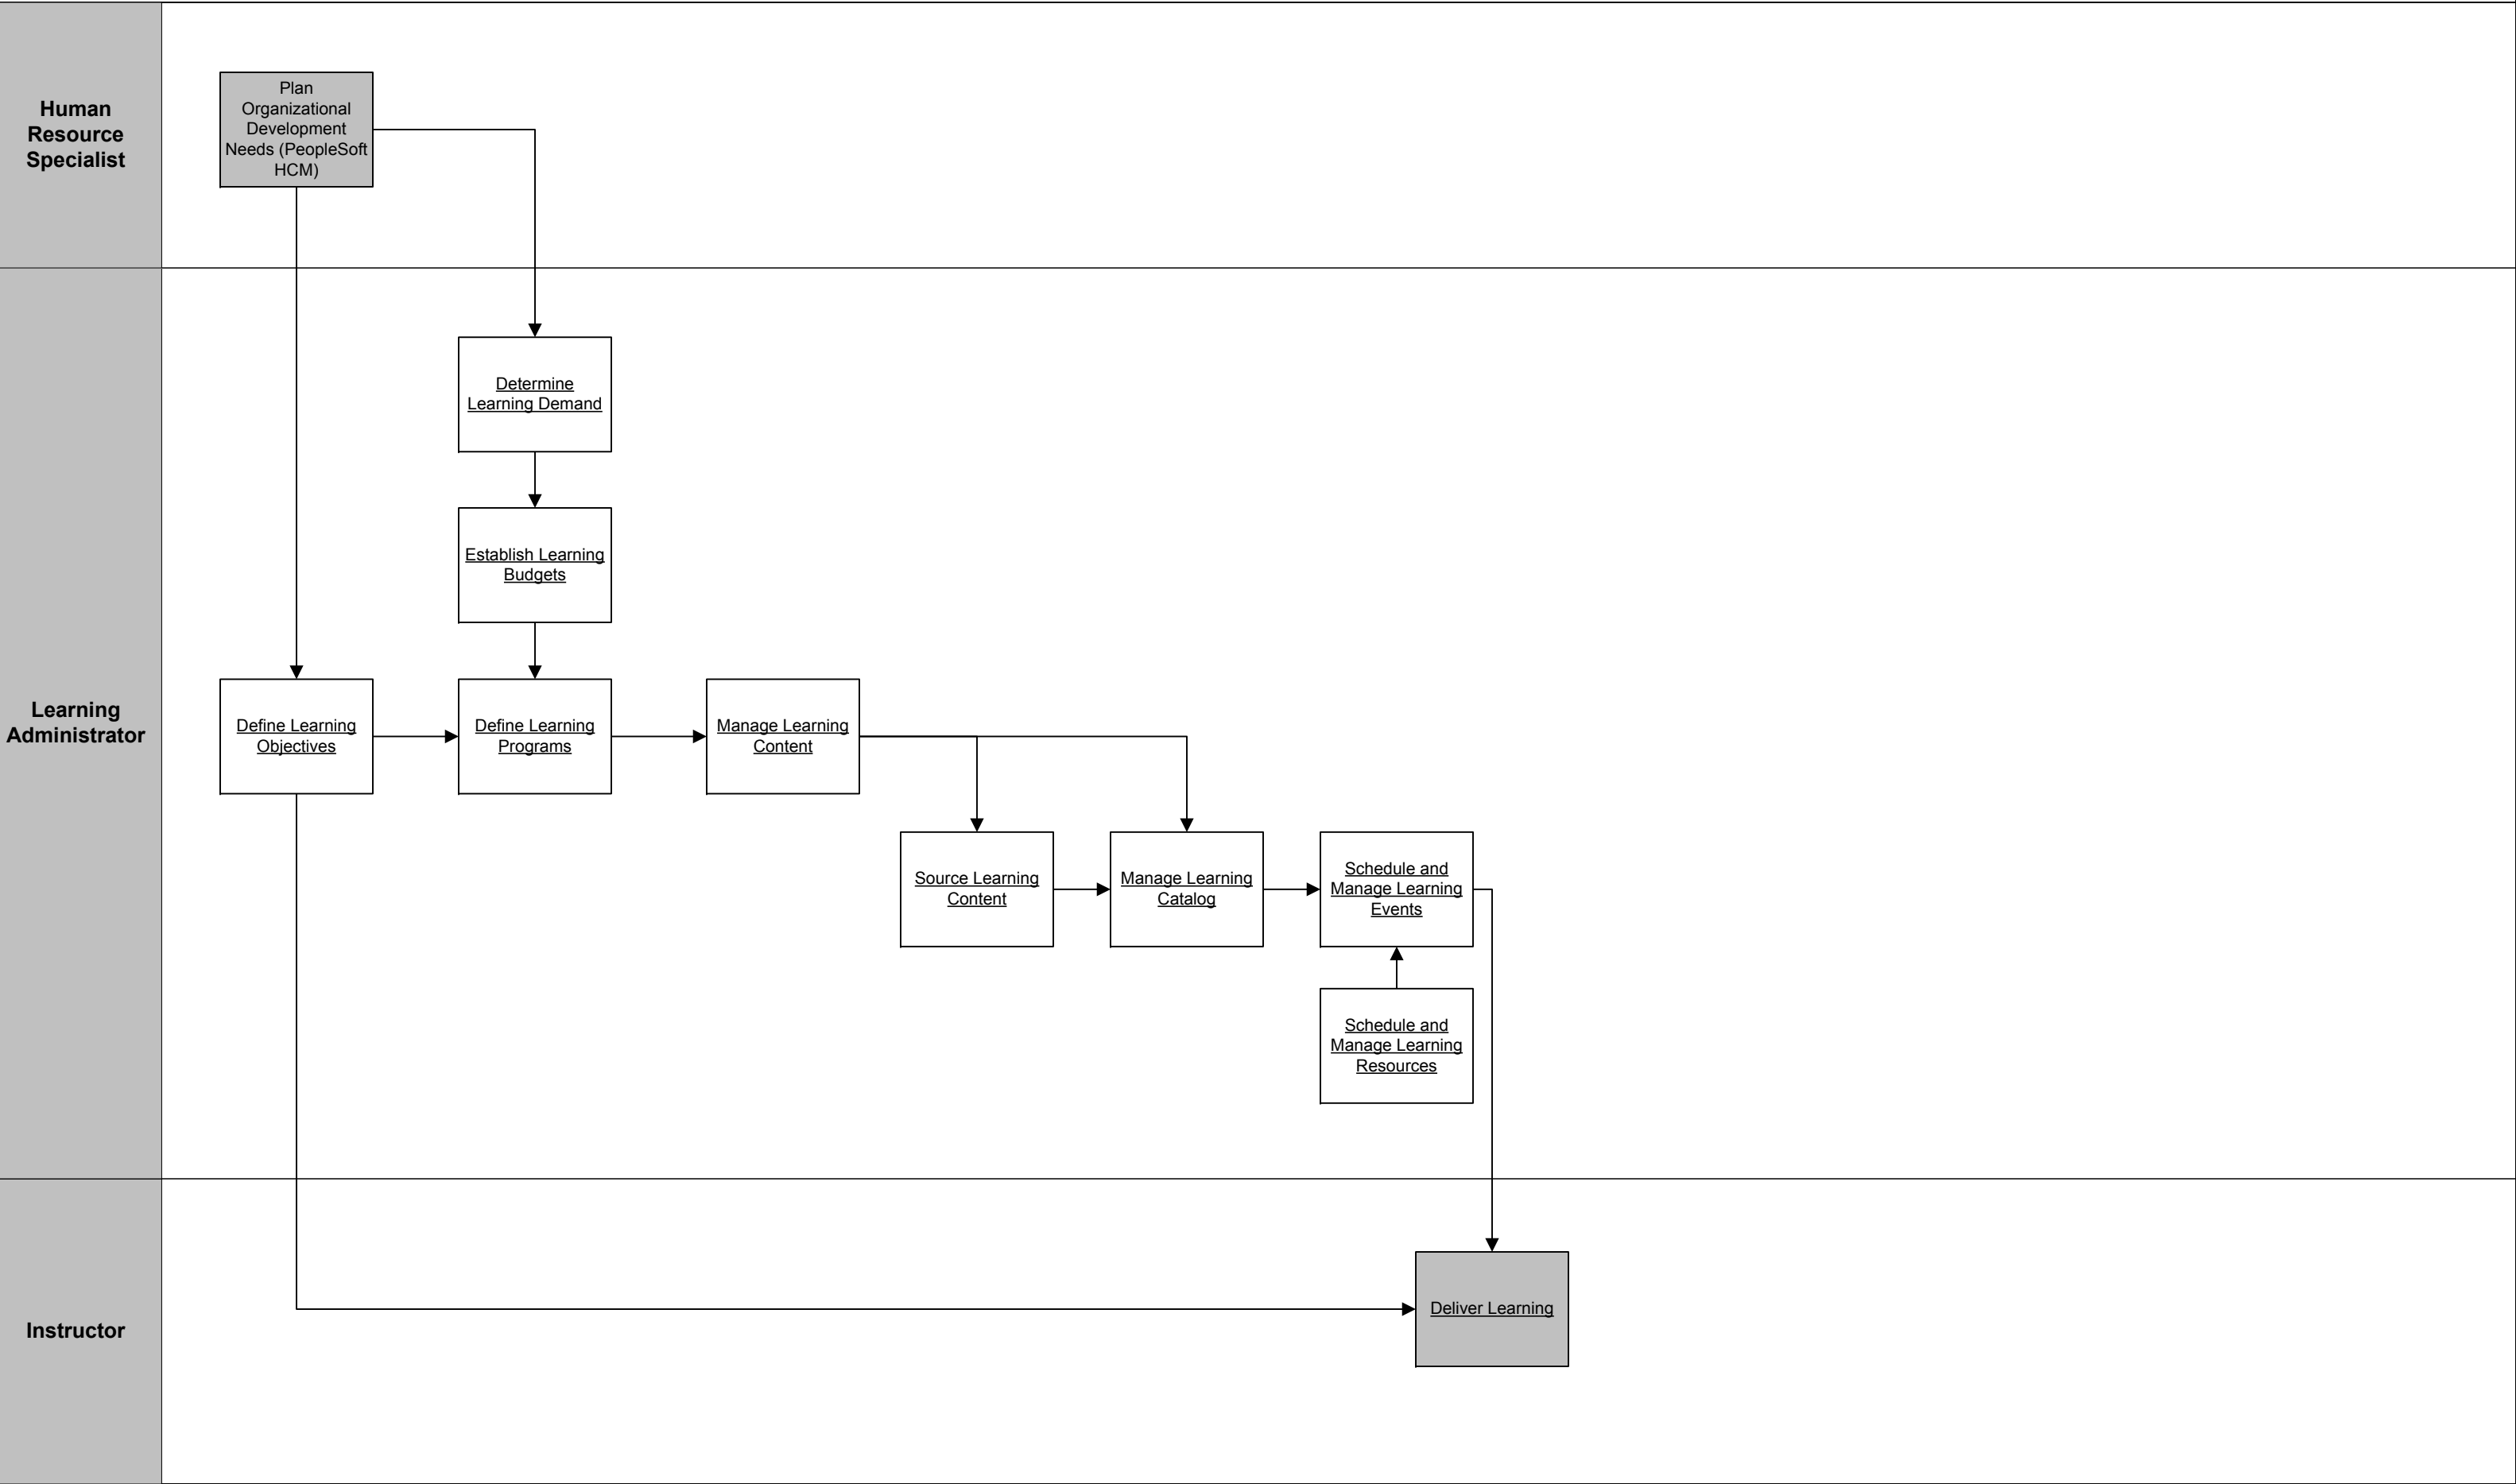 Human
Resource
Specialist
Plan
Organizational
Development
Needs (PeopleSoft
HCM)
Learning
Administrator
Determine
Learning Demand
Establish Learning
Budgets
Define Learning
Objectives
Define Learning
Programs
Manage Learning
Content
Source Learning
Content
Manage Learning
Catalog
Schedule and
Manage Learning
Events
Schedule and
Manage Learning
Resources
Instructor
Deliver Learning